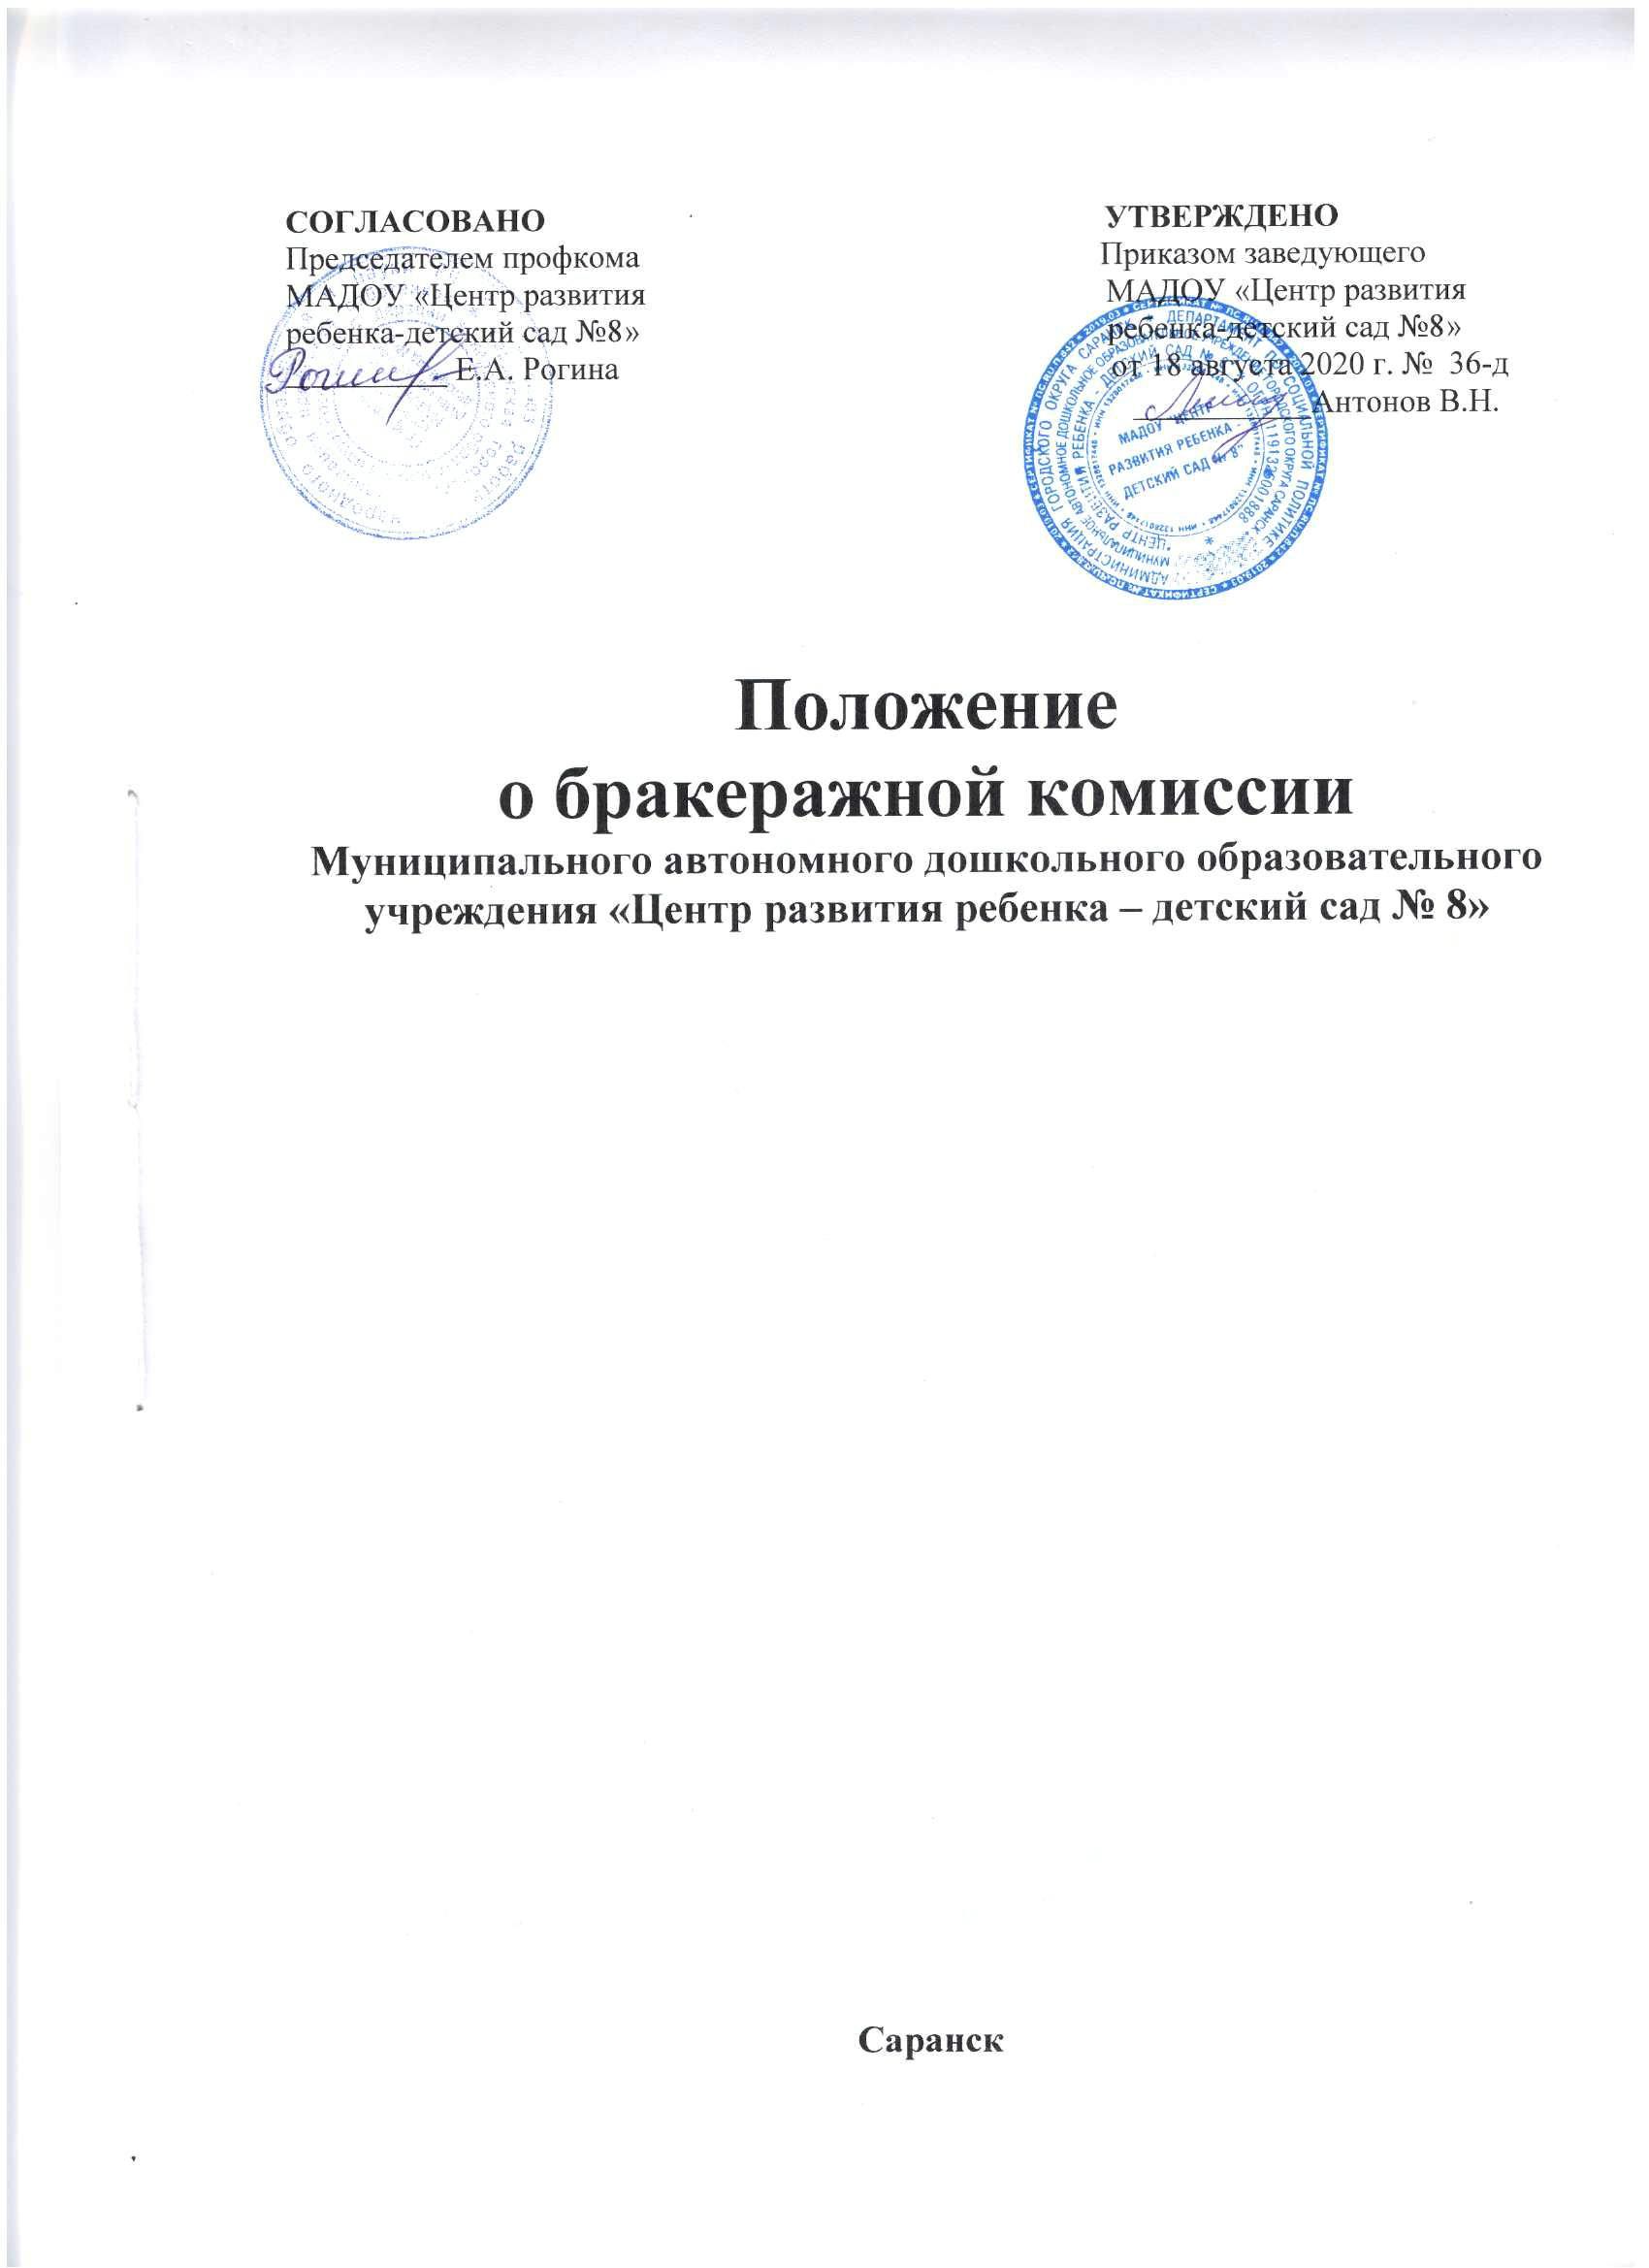 СОГЛАСОВАНО
Председателем профкома
МАДОУ «Центр развития
ребенка-детский сад №8»
Е.А. Рогина
УТВЕРЖДЕНО
Приказом заведующего
МАДОУ «Центр развития
ребенка-детский сад №8»
от 18 августа 2020 г. № 36-д
Антонов В.Н.
МАДОУ "ЦЕНТР
РАЗВИТИЯ РЕБЕНКА -
ДЕТСКИЙ САД № 8"
Положение
о бракеражной комиссии
Муниципального автономного дошкольного образовательного
учреждения «Центр развития ребенка – детский сад № 8»
Саранск